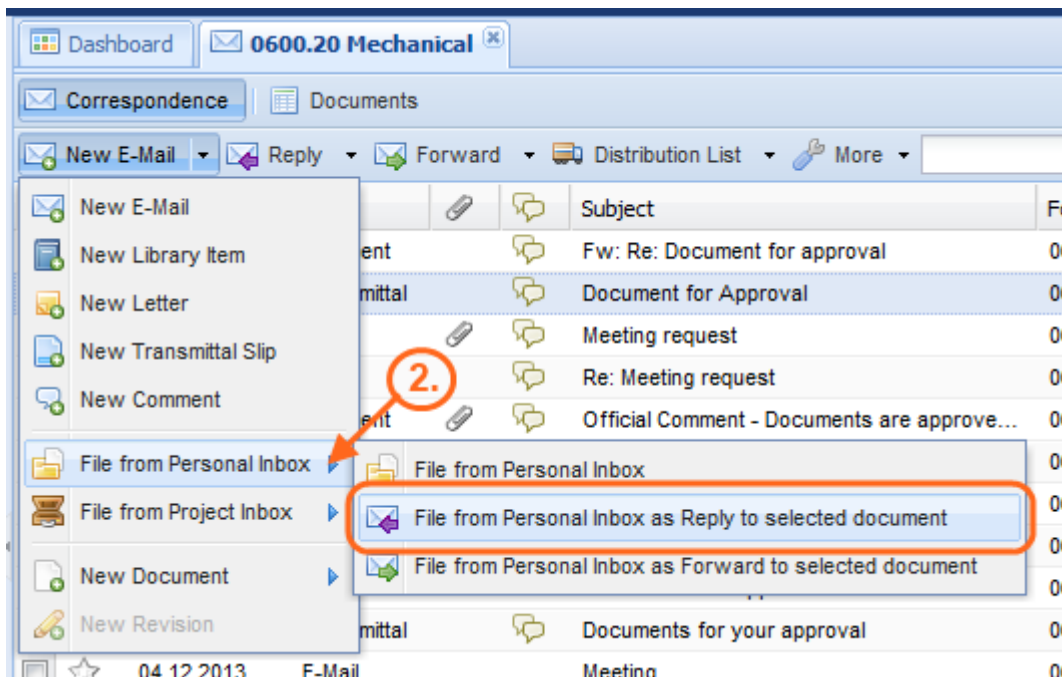 Dashboard 0600.20 Mechanical
Correspondence Documents
New E-Mail Reply Forward Distribution List More
New E-Mail
New Library Item
New Letter
New Transmittal Slip
New Comment
File from Personal Inbox
File from Project Inbox
New Document
New Revision
2.
File from Personal Inbox
File from Personal Inbox as Reply to selected document
File from Personal Inbox as Forward to selected document
Subject
ent Fw: Re: Document for approval
mittal Document for Approval
Meeting request
Re: Meeting request
ent Official Comment - Documents are approve...
mittal Documents for your approval
04.12.2013 E-Mail Meeting